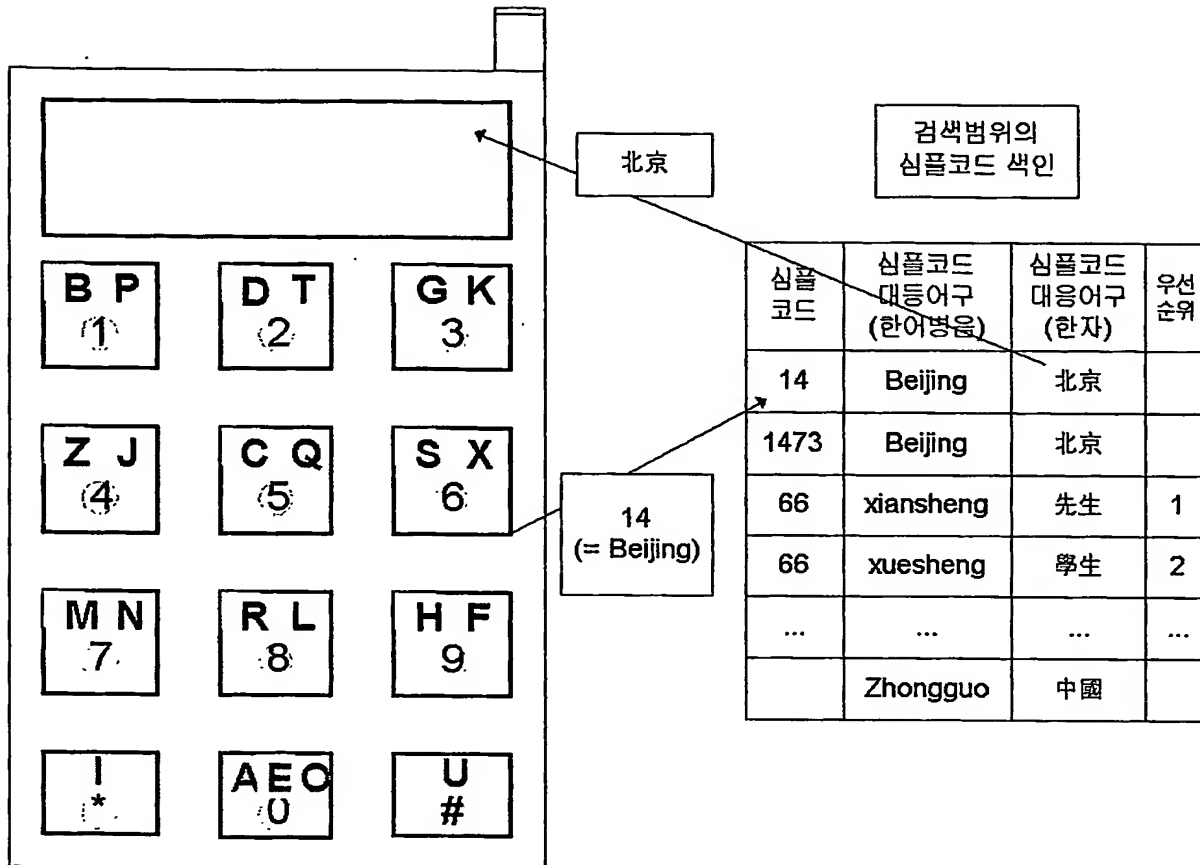 B P
1
D T
2
G K
3
Z J
4
C Q
5
S X
6
M N
7
R L
8
H F
9
I
*
A E O
0
U
#
北京
14
(= Beijing)
검색범위의
심플코드 색인
심플
코드
심플코드
대등어구
(한어병음)
심플코드
대응어구
(한자)
우선
순위
14 Beijing 北京
1473 Beijing 北京
66 xiansheng 先生 1
66 xuesheng 學生 2
... ... ... ...
Zhongguo 中國